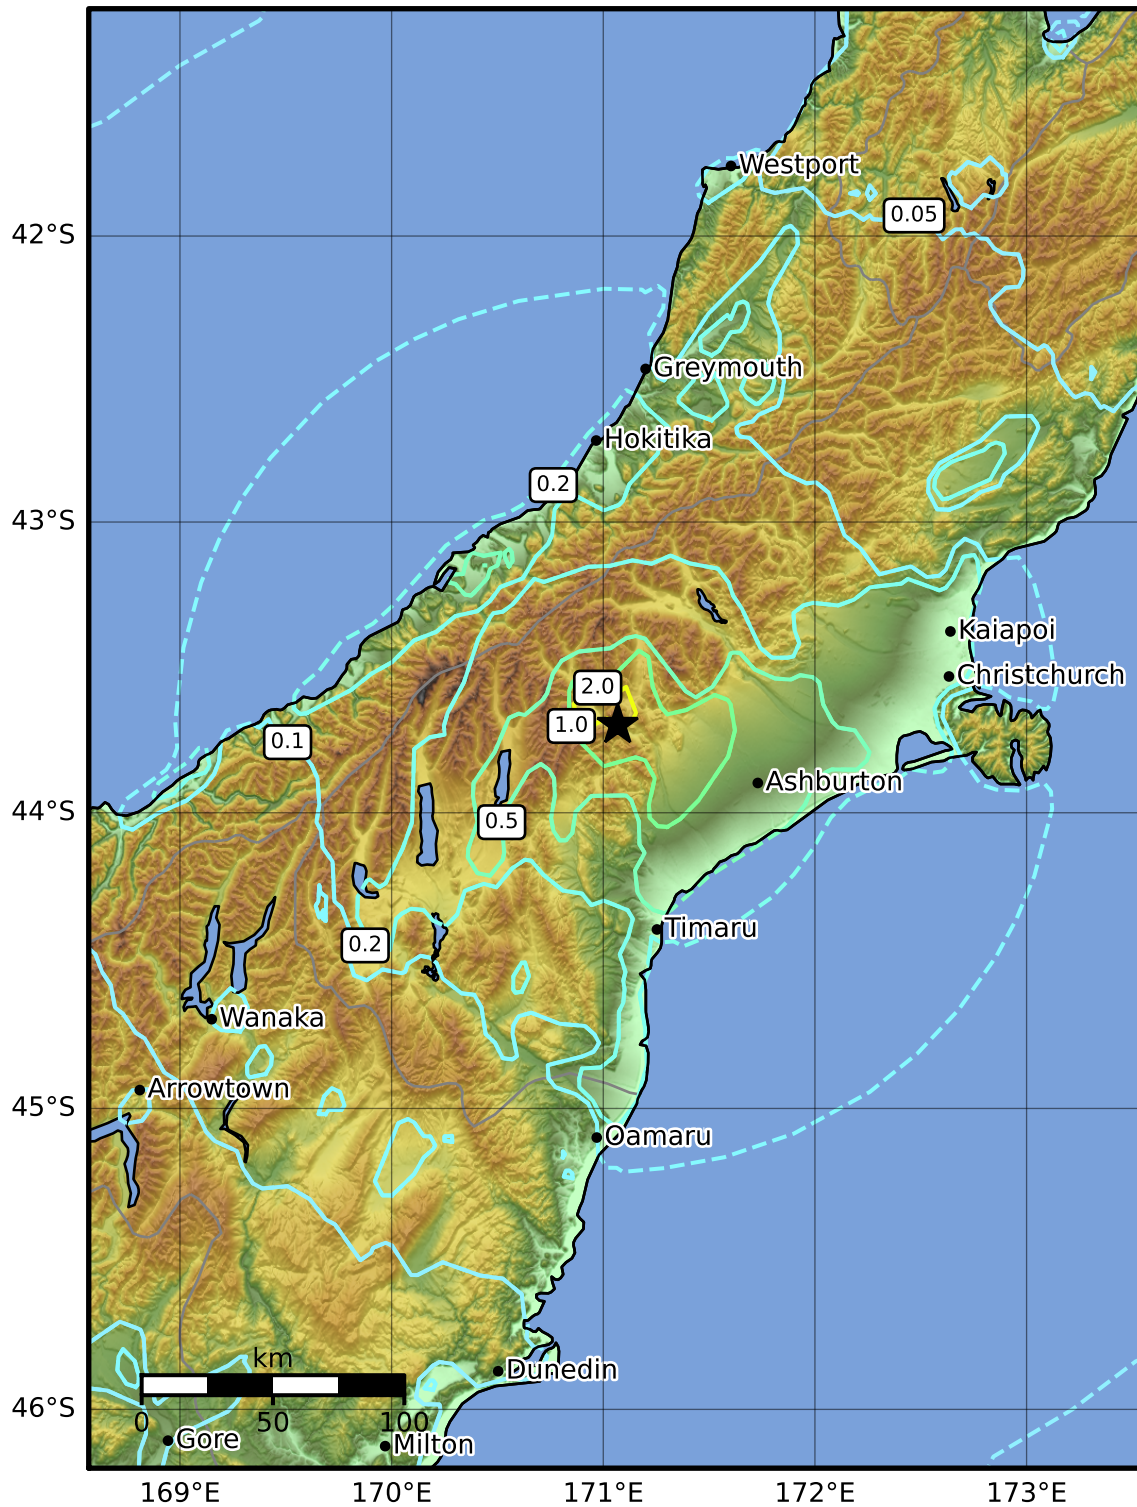 Westport
0.05
42°S
Greymouth
Hokitika
0.2
43°S
Kaiapoi
Christchurch
2.0
1.0
0.1
Ashburton
44°S
0.5
Timaru
0.2
Wanaka
Arrowtown
45°S
Oamaru
km
Dunedin
46°S
0 50 100
Gore
Milton
169°E 170°E 171°E 172°E 173°E